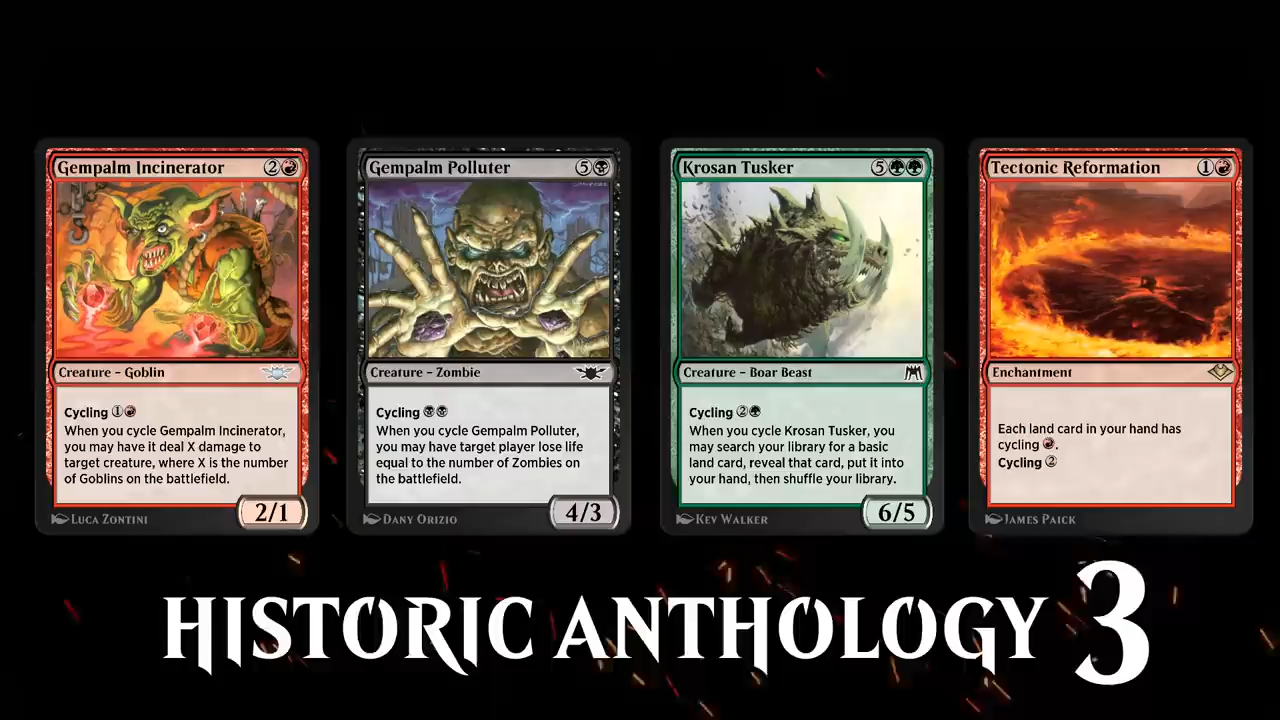 Gempalm Incinerator 2
Creature – Goblin
Cycling 1
When you cycle Gempalm Incinerator,
you may have it deal X damage to
target creature, where X is the number
of Goblins on the battlefield.
2/1
LUCA ZONTINI
Gempalm Polluter 5
Creature – Zombie
Cycling
When you cycle Gempalm Polluter,
you may have target player lose life
equal to the number of Zombies on
the battlefield.
4/3
DANY ORIZIO
Krosan Tusker 5
Creature – Boar Beast
Cycling 2
When you cycle Krosan Tusker, you
may search your library for a basic
land card, reveal that card, put it into
your hand, then shuffle your library.
6/5
KEV WALKER
Tectonic Reformation 1
Enchantment
Each land card in your hand has
cycling .
Cycling 2
JAMES PAICK
HISTORIC ANTHOLOGY 3